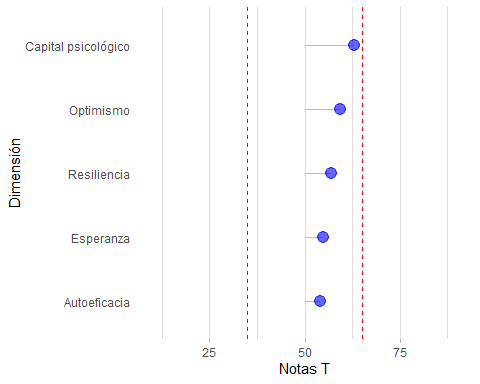 Dimensión
Capital psicológico
Optimismo
Resiliencia
Esperanza
Autoeficacia
25
50
75
Notas T